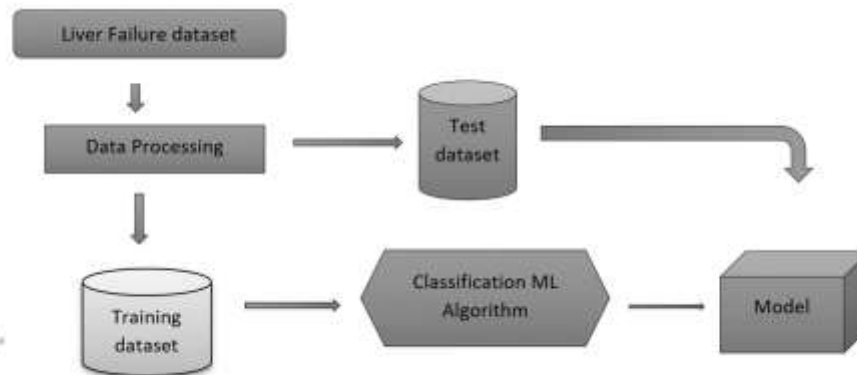 Liver Failure dataset
Data Processing
Test
dataset
Training
dataset
Classification ML
Algorithm
Model